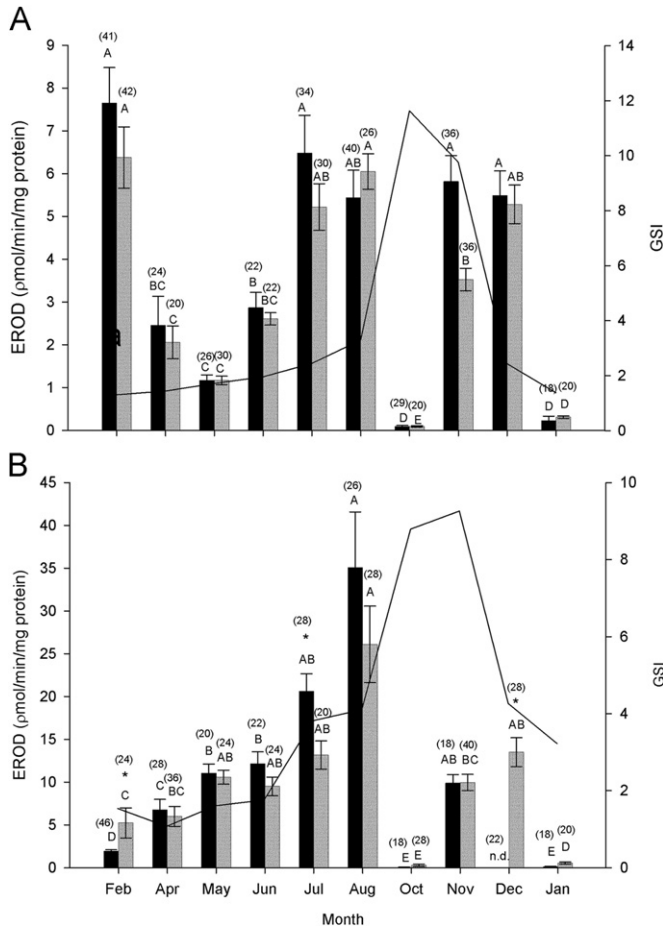 A
EROD (ρmol/min/mg protein)
9
8
7
6
5
4
3
2
1
0
(41)
A
(42)
A
(24)
BC
(20)
C
(26)
C
(30)
C
(22)
B
(22)
BC
(34)
A
(30)
AB
(40)
AB
(26)
A
(29)
D
(20)
E
(36)
A
(36)
B
A
AB
(18)
D
(20)
D
14
12
10
8
6
4
2
0
GSI
B
EROD (ρmol/min/mg protein)
45
40
35
30
25
20
15
10
5
0
(46)
D
(24)
*
C
(28)
C
(36)
BC
(20)
B
(24)
AB
(22)
B
(24)
AB
(28)
*
AB
(20)
AB
(26)
A
(28)
A
(18)
E
(28)
E
(18)
AB
(40)
BC
(22)
n.d.
(28)
*
AB
(18)
E
(20)
D
10
8
6
4
2
0
GSI
Feb Apr May Jun Jul Aug Oct Nov Dec Jan
Month